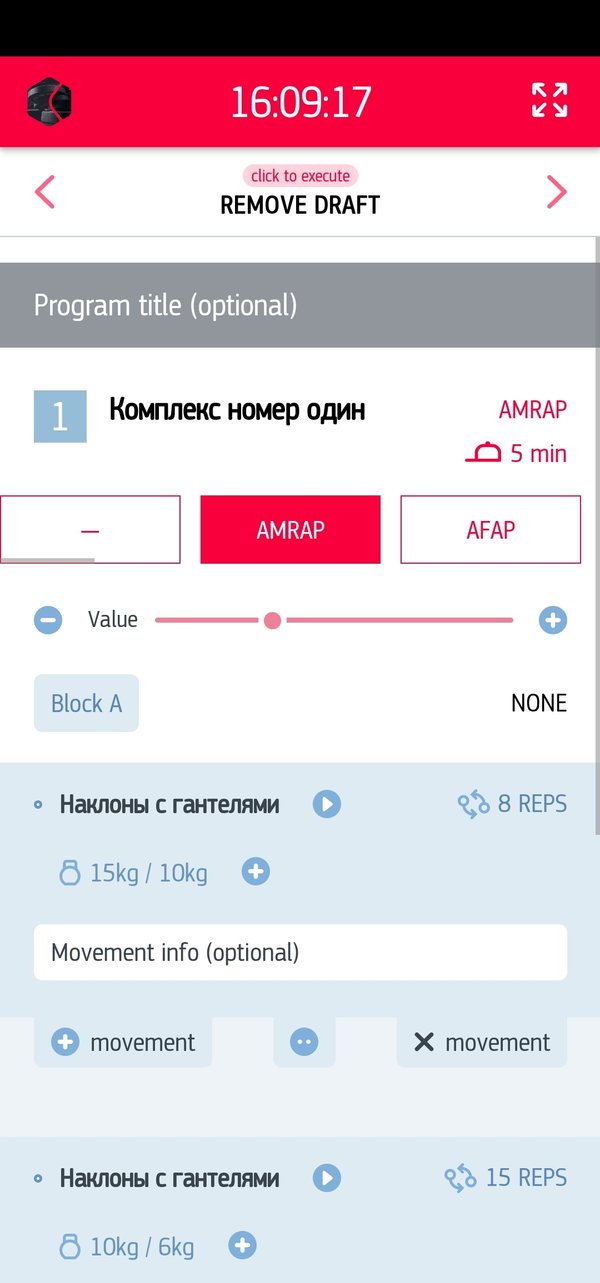 16:09:17
click to execute
REMOVE DRAFT
Program title (optional)
1 Комплекс номер один AMRAP
5 min
— AMRAP AFAP
Value
Block A NONE
Наклоны с гантелями 8 REPS
15kg / 10kg
Movement info (optional)
movement movement
Наклоны с гантелями 15 REPS
10kg / 6kg